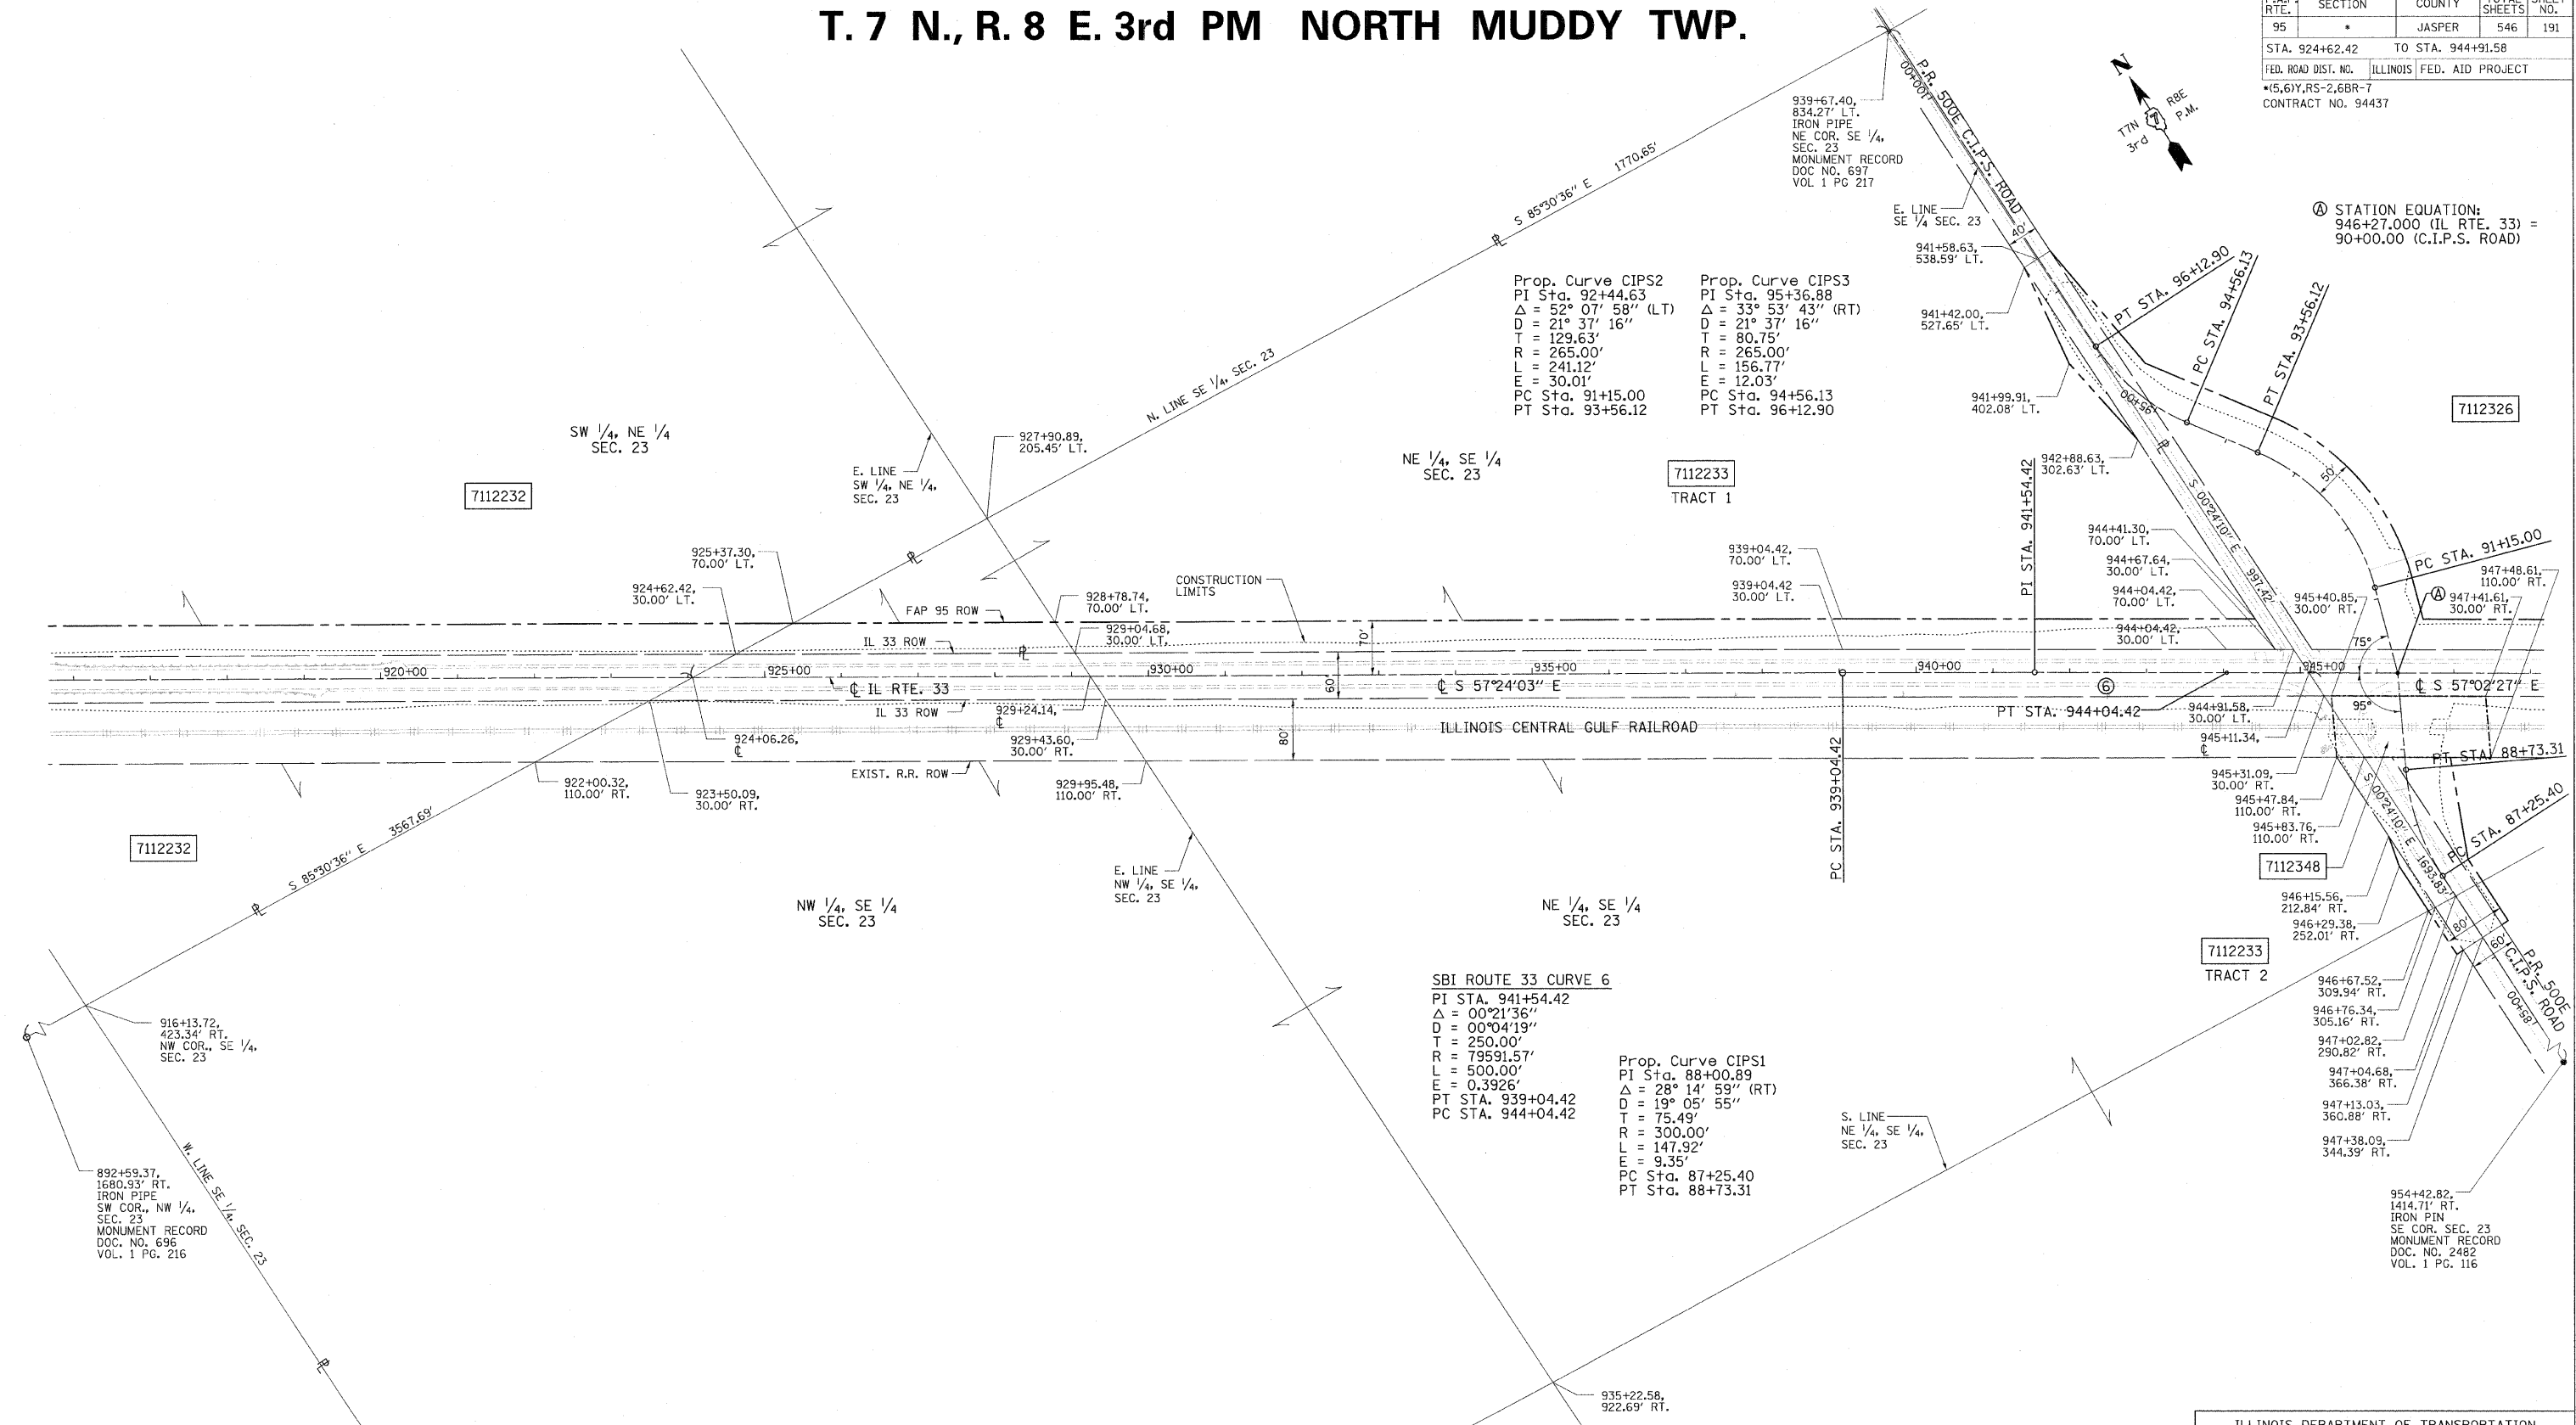 T. 7 N., R. 8 E. 3rd PM NORTH MUDDY TWP.
RTE.
SECTION
COUNTY
SHEETS
NO.
95
*
JASPER
546
191
STA. 924+62.42 TO STA. 944+91.58
FED. ROAD DIST. NO. ILLINOIS FED. AID PROJECT
*(5,6)Y,RS-2,6BR-7
CONTRACT NO. 94437
N
T7N R8E
3rd P.M.
7
Ⓐ STATION EQUATION:
946+27.000 (IL RTE. 33) =
90+00.00 (C.I.P.S. ROAD)
939+67.40,
834.27' LT.
IRON PIPE
NE COR. SE 1/4,
SEC. 23
MONUMENT RECORD
DOC NO. 697
VOL 1 PG 217
100+00
P.R. 500E C.I.P.S. ROAD
E. LINE
SE 1/4 SEC. 23
40'
941+58.63,
538.59' LT.
941+42.00,
527.65' LT.
941+99.91,
402.08' LT.
942+88.63,
302.63' LT.
PT STA. 96+12.90
PC STA. 94+56.13
PT STA. 93+56.12
95+00
50'
7112326
S 85°30'36" E 1770.65'
N. LINE SE 1/4, SEC. 23
Prop. Curve CIPS2
PI Sta. 92+44.63
Δ = 52° 07' 58" (LT)
D = 21° 37' 16"
T = 129.63'
R = 265.00'
L = 241.12'
E = 30.01'
PC Sta. 91+15.00
PT Sta. 93+56.12
Prop. Curve CIPS3
PI Sta. 95+36.88
Δ = 33° 53' 43" (RT)
D = 21° 37' 16"
T = 80.75'
R = 265.00'
L = 156.77'
E = 12.03'
PC Sta. 94+56.13
PT Sta. 96+12.90
SW 1/4, NE 1/4
SEC. 23
7112232
E. LINE
SW 1/4, NE 1/4,
SEC. 23
927+90.89,
205.45' LT.
NE 1/4, SE 1/4
SEC. 23
7112233
TRACT 1
PI STA. 941+54.42
S 00°24'10" E 997.42'
925+37.30,
70.00' LT.
924+62.42,
30.00' LT.
FAP 95 ROW
928+78.74,
70.00' LT.
929+04.68,
30.00' LT.
CONSTRUCTION
LIMITS
70'
939+04.42,
70.00' LT.
939+04.42
30.00' LT.
944+41.30,
70.00' LT.
944+67.64,
30.00' LT.
944+04.42,
70.00' LT.
944+04.42,
30.00' LT.
945+40.85,
30.00' RT.
PC STA. 91+15.00
947+48.61,
110.00' RT.
Ⓐ
947+41.61,
30.00' RT.
75°
95°
IL 33 ROW
920+00
925+00
930+00
935+00
940+00
945+00
℄ IL RTE. 33
℄ S 57°24'03" E
⑥
℄ S 57°02'27" E
60'
IL 33 ROW
929+24.14,
℄
924+06.26,
℄
929+43.60,
30.00' RT.
80'
ILLINOIS CENTRAL GULF RAILROAD
PT STA. 944+04.42
944+91.58
30.00' LT.
945+11.34,
℄
PT STA. 88+73.31
EXIST. R.R. ROW
922+00.32,
110.00' RT.
923+50.09,
30.00' RT.
929+95.48,
110.00' RT.
PC STA. 939+04.42
945+31.09,
30.00' RT.
945+47.84,
110.00' RT.
945+83.76,
110.00' RT.
PC STA. 87+25.40
S 00°24'10" E 1693.83'
7112348
7112232
S 85°30'36" E 3567.69'
NW 1/4, SE 1/4
SEC. 23
E. LINE
NW 1/4, SE 1/4,
SEC. 23
NE 1/4, SE 1/4
SEC. 23
946+15.56,
212.84' RT.
946+29.38,
252.01' RT.
7112233
TRACT 2
80'
60'
946+67.52,
309.94' RT.
946+76.34,
305.16' RT.
947+02.82,
290.82' RT.
947+04.68,
366.38' RT.
947+13.03,
360.88' RT.
947+38.09,
344.39' RT.
P.R. 500E
C.I.P.S. ROAD
85+00
SBI ROUTE 33 CURVE 6
PI STA. 941+54.42
Δ = 00°21'36"
D = 00°04'19"
T = 250.00'
R = 79591.57'
L = 500.00'
E = 0.3926'
PT STA. 939+04.42
PC STA. 944+04.42
Prop. Curve CIPS1
PI Sta. 88+00.89
Δ = 28° 14' 59" (RT)
D = 19° 05' 55"
T = 75.49'
R = 300.00'
L = 147.92'
E = 9.35'
PC Sta. 87+25.40
PT Sta. 88+73.31
S. LINE
NE 1/4, SE 1/4,
SEC. 23
916+13.72,
423.34' RT.
NW COR., SE 1/4,
SEC. 23
W. LINE SE 1/4, SEC. 23
892+59.37,
1680.93' RT.
IRON PIPE
SW COR., NW 1/4,
SEC. 23
MONUMENT RECORD
DOC. NO. 696
VOL. 1 PG. 216
954+42.82,
1414.71' RT.
IRON PIN
SE COR. SEC. 23
MONUMENT RECORD
DOC. NO. 2482
VOL. 1 PG. 116
935+22.58,
922.69' RT.
ILLINOIS DEPARTMENT OF TRANSPORTATION